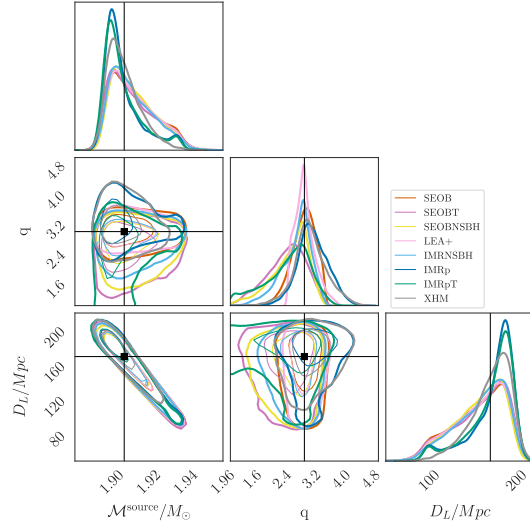 4.8
4.0
3.2
2.4
1.6
q
SEOB
SEOBT
SEOBNSBH
LEA+
IMRNSBH
IMRp
IMRpT
XHM
200
160
120
80
D_L/Mpc
1.90 1.92 1.94 1.96
1.6 2.4 3.2 4.0 4.8
100 200
ℳ^source/M_⊙ q D_L/Mpc